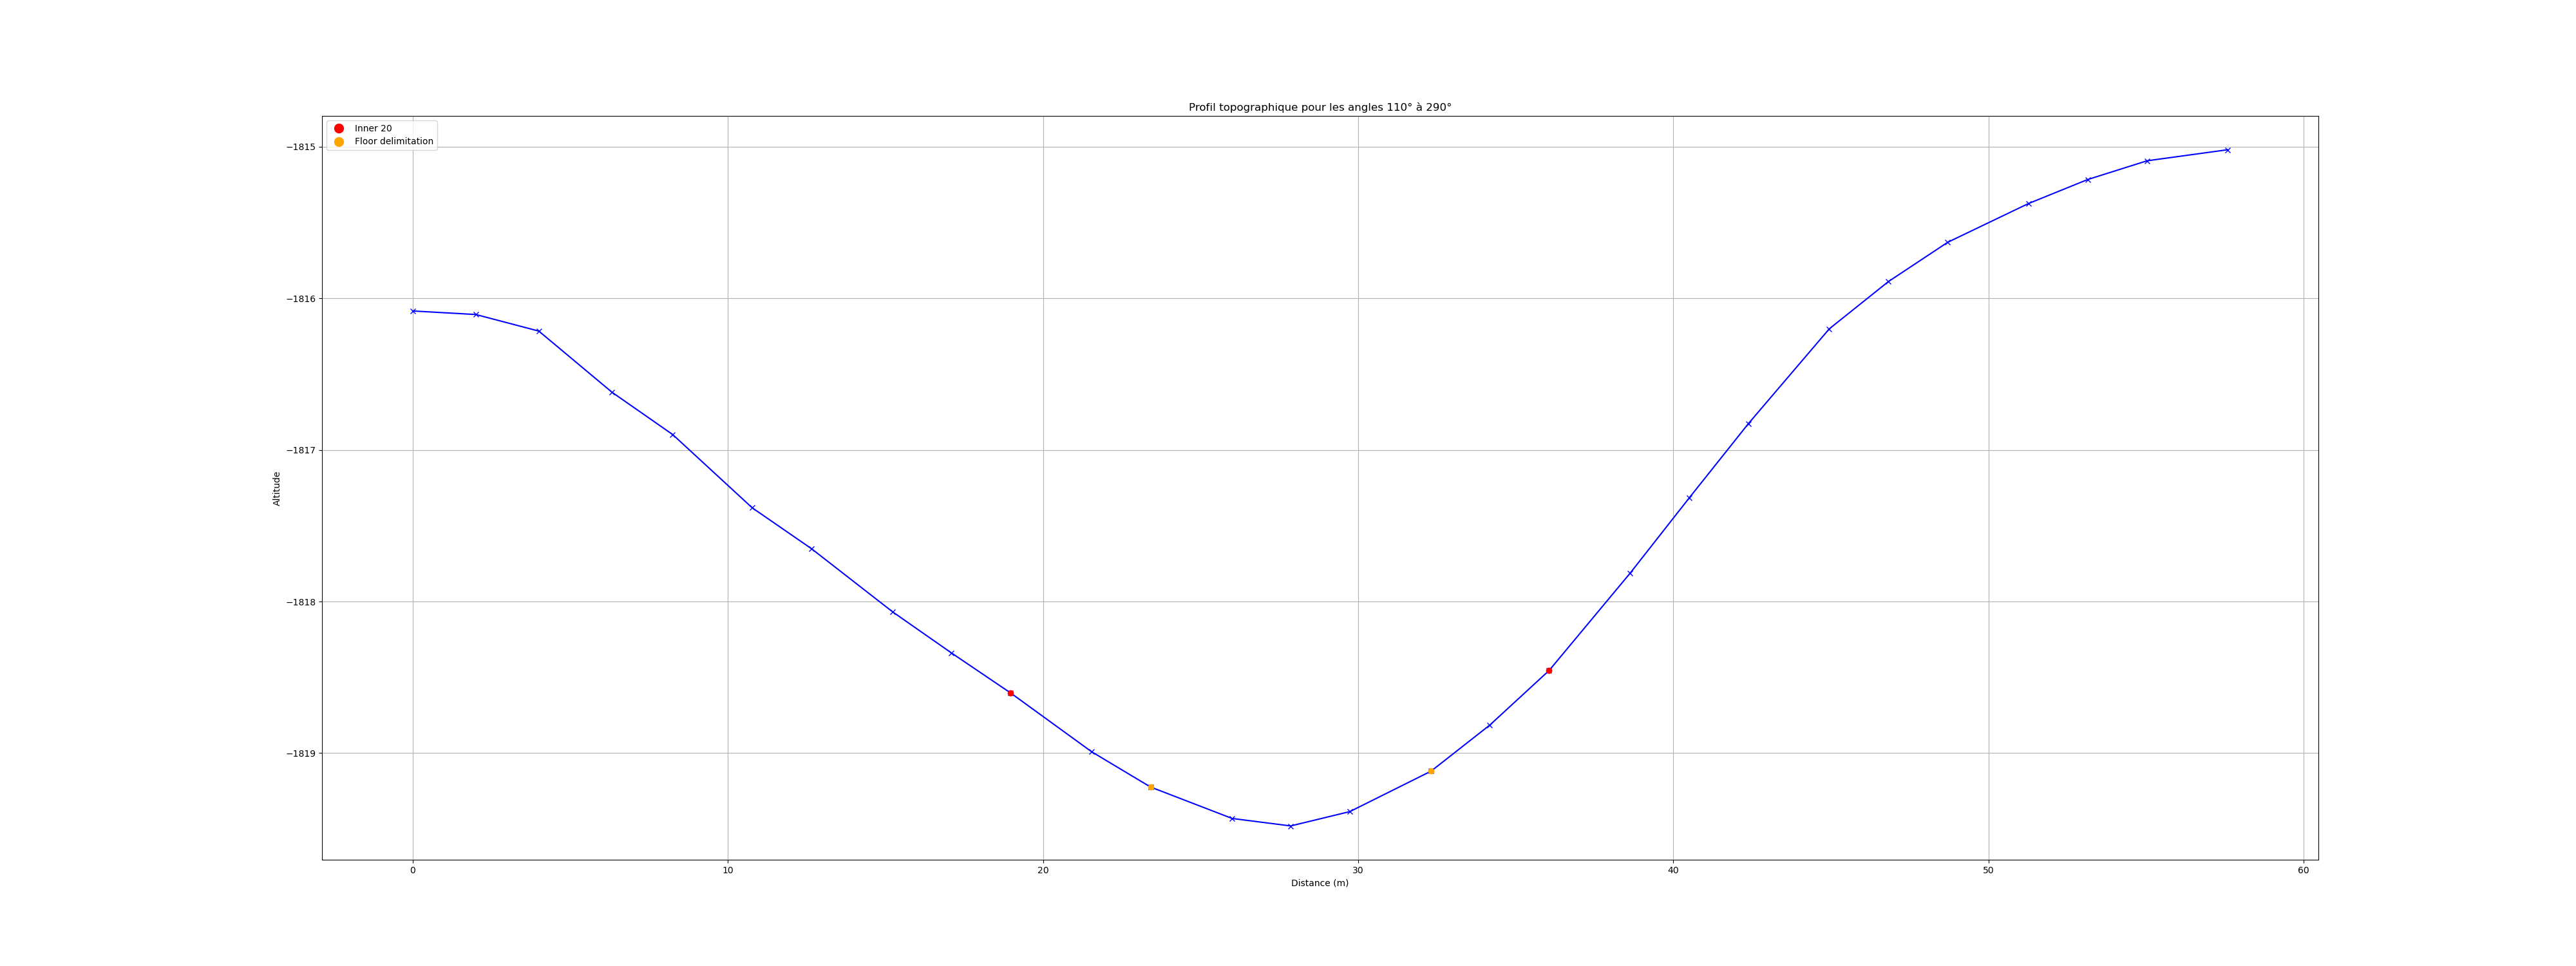 Profil topographique pour les angles 110° à 290°
Inner 20
Floor delimitation
−1815
−1816
−1817
−1818
−1819
Altitude
0 10 20 30 40 50 60
Distance (m)